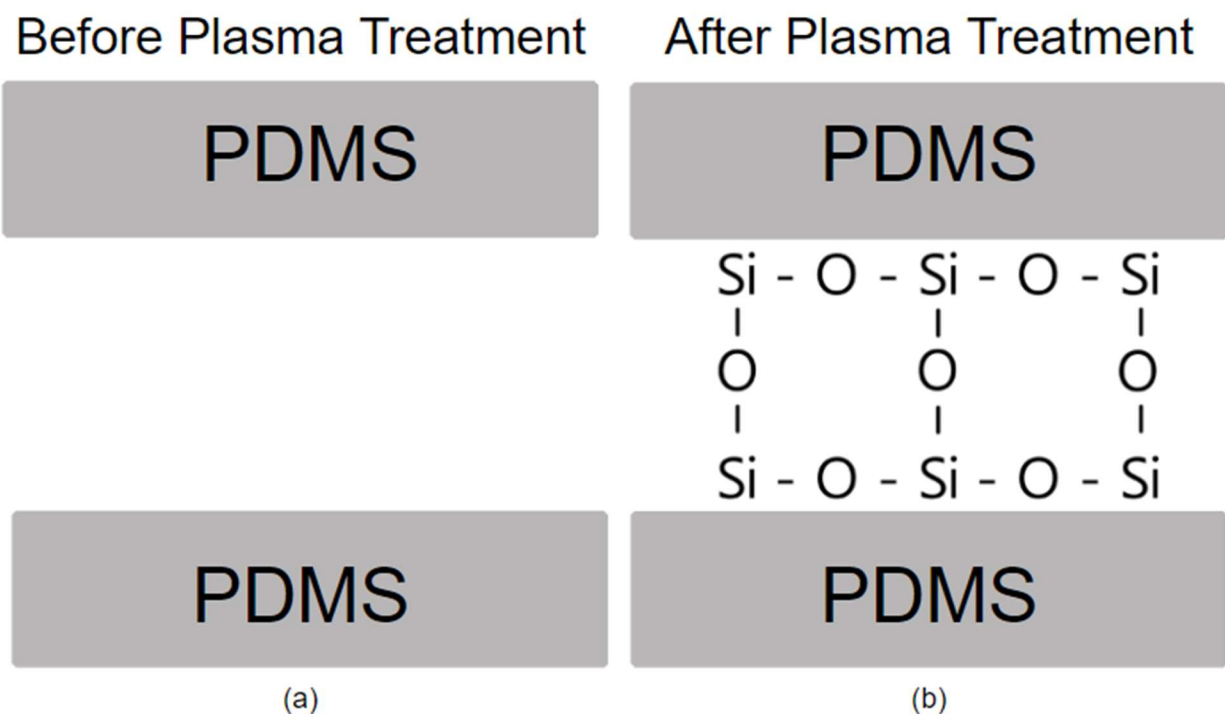 Before Plasma Treatment
PDMS
PDMS
(a)
After Plasma Treatment
PDMS
Si - O - Si - O - Si
O O O
Si - O - Si - O - Si
PDMS
(b)